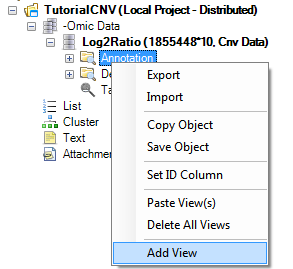 TutorialCNV (Local Project - Distributed)
-Omic Data
Log2Ratio (1855448*10, Cnv Data)
Annotation
De
Ta
List
Cluster
Text
Attachme
Export
Import
Copy Object
Save Object
Set ID Column
Paste View(s)
Delete All Views
Add View